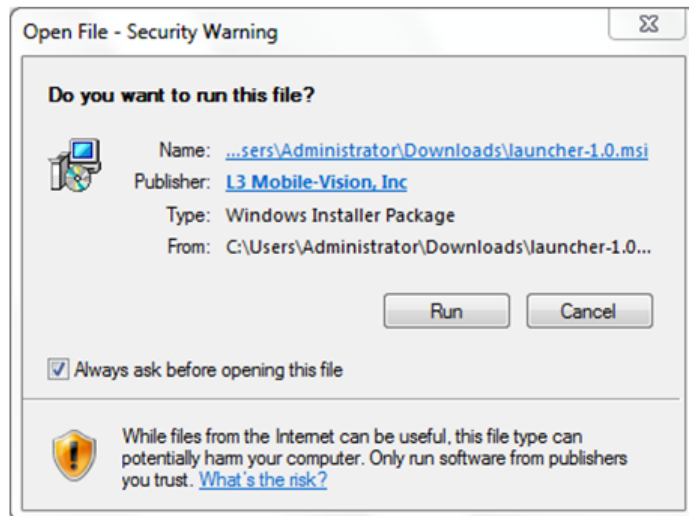 Open File - Security Warning
Do you want to run this file?
Name: ...sers\Administrator\Downloads\launcher-1.0.msi
Publisher: L3 Mobile-Vision, Inc
Type: Windows Installer Package
From: C:\Users\Administrator\Downloads\launcher-1.0...
Run Cancel
Always ask before opening this file
While files from the Internet can be useful, this file type can
potentially harm your computer. Only run software from publishers
you trust. What's the risk?